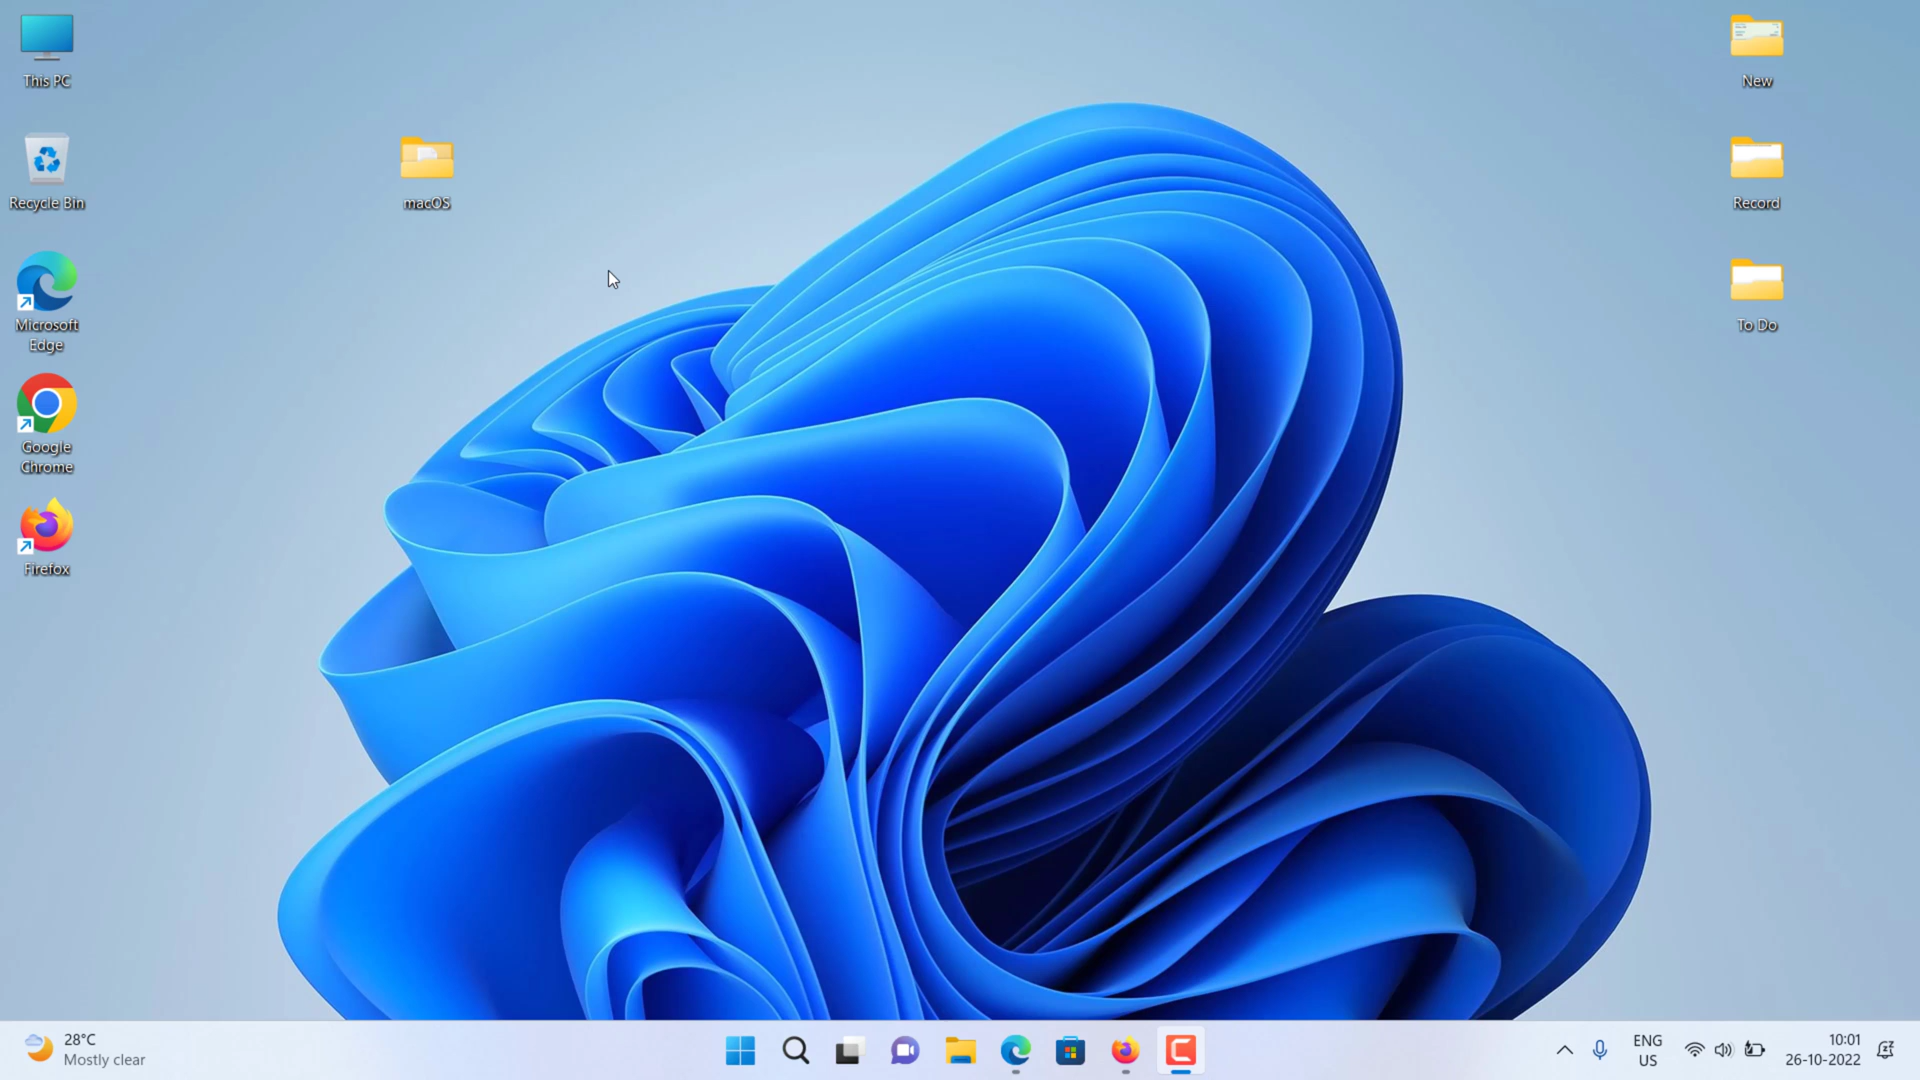 This PC
Recycle Bin
Microsoft
Edge
Google
Chrome
Firefox
macOS
New
Record
To Do
28°C
Mostly clear
ENG
US
10:01
26-10-2022